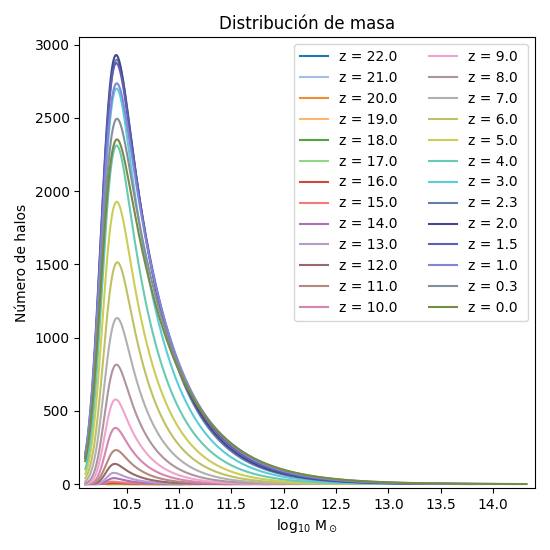 Distribución de masa
Número de halos
3000
2500
2000
1500
1000
500
0
z = 22.0
z = 21.0
z = 20.0
z = 19.0
z = 18.0
z = 17.0
z = 16.0
z = 15.0
z = 14.0
z = 13.0
z = 12.0
z = 11.0
z = 10.0
z = 9.0
z = 8.0
z = 7.0
z = 6.0
z = 5.0
z = 4.0
z = 3.0
z = 2.3
z = 2.0
z = 1.5
z = 1.0
z = 0.3
z = 0.0
10.5 11.0 11.5 12.0 12.5 13.0 13.5 14.0
log₁₀ M⊙